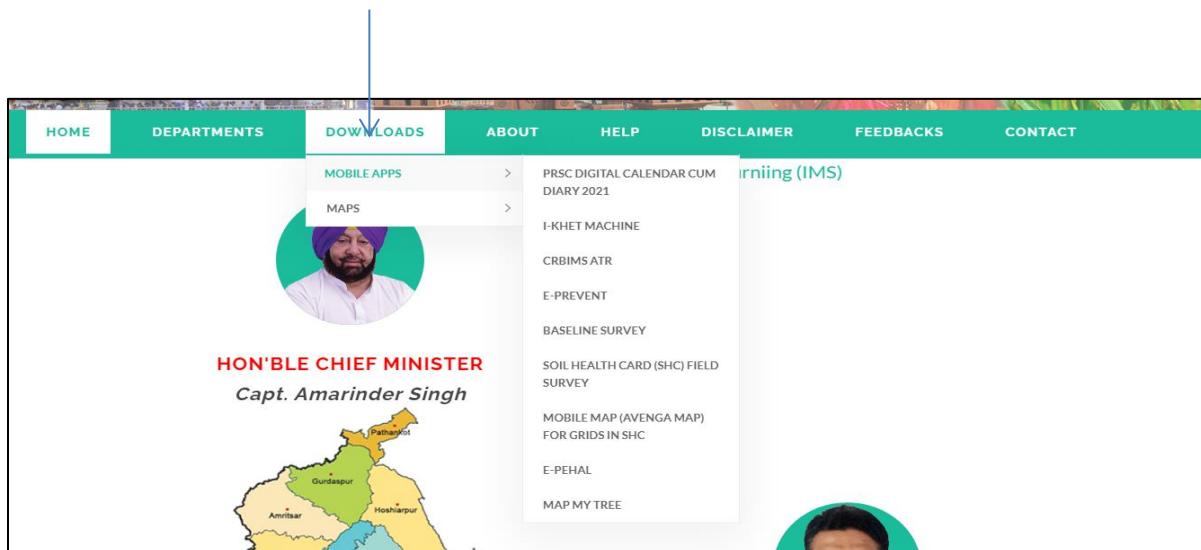 HOME DEPARTMENTS DOWNLOADS ABOUT HELP DISCLAIMER FEEDBACKS CONTACT
MOBILE APPS >
MAPS >
PRSC DIGITAL CALENDAR CUM
DIARY 2021
I-KHET MACHINE
CRBIMS ATR
E-PREVENT
BASELINE SURVEY
SOIL HEALTH CARD (SHC) FIELD
SURVEY
MOBILE MAP (AVENGA MAP)
FOR GRIDS IN SHC
E-PEHAL
MAP MY TREE
urniing (IMS)
HON'BLE CHIEF MINISTER
Capt. Amarinder Singh
Pathankot
Gurdaspur
Amritsar
Hoshiarpur